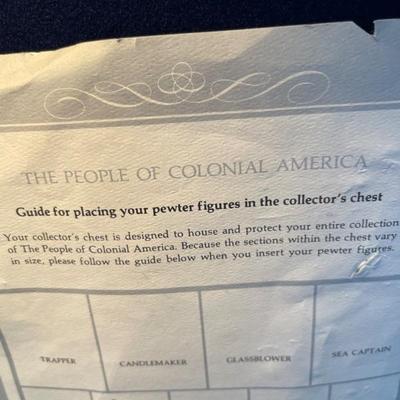 THE PEOPLE OF COLONIAL AMERICA
Guide for placing your pewter figures in the collector's chest
Your collector's chest is designed to house and protect your entire collection
of The People of Colonial America. Because the sections within the chest vary
in size, please follow the guide below when you insert your pewter figures.
TRAPPER CANDLEMAKER GLASSBLOWER SEA CAPTAIN